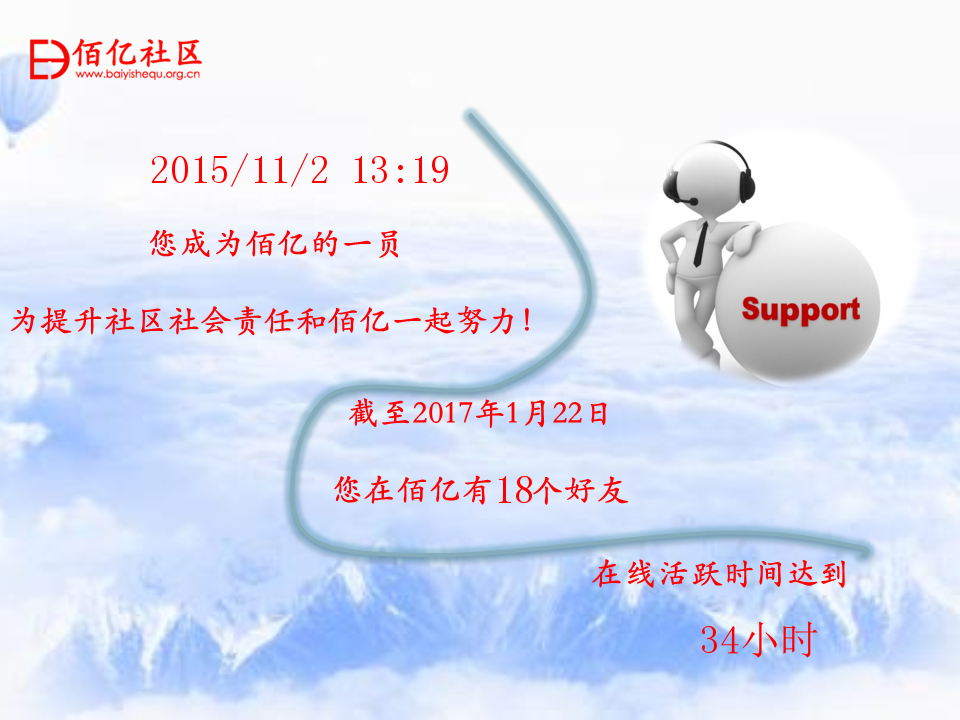 佰亿社区
www.baiyishequ.org.cn
2015/11/2 13:19
您成为佰亿的一员
为提升社区社会责任和佰亿一起努力！
Support
截至2017年1月22日
您在佰亿有18个好友
在线活跃时间达到
34小时